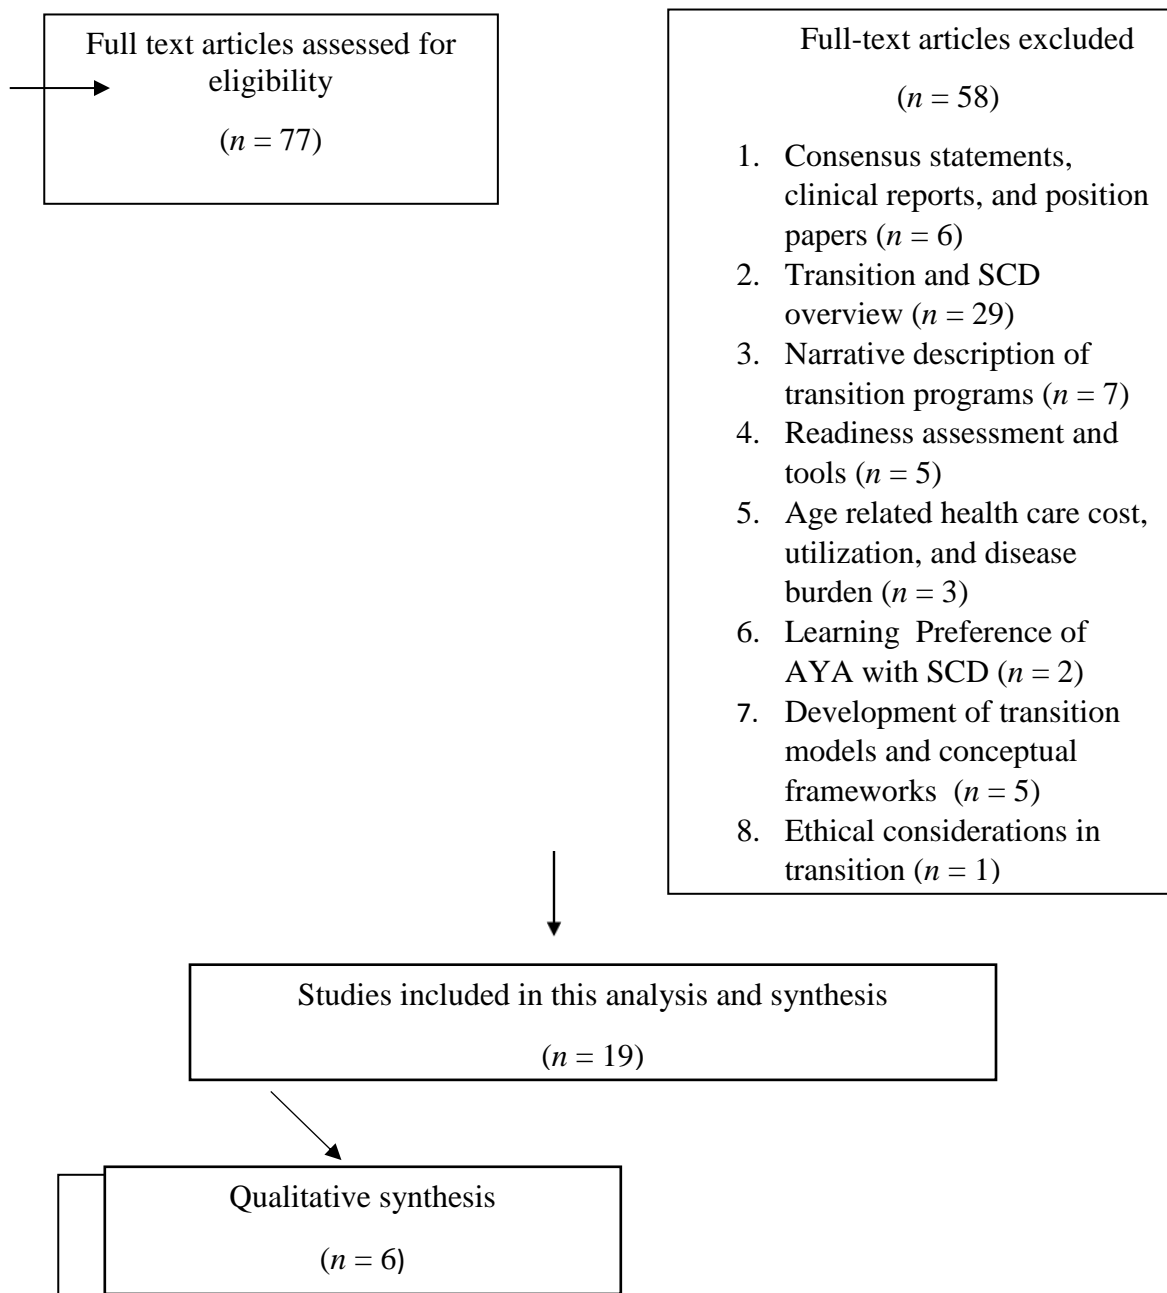 Full text articles assessed for
eligibility
(n = 77)
Full-text articles excluded
(n = 58)
1. Consensus statements,
clinical reports, and position
papers (n = 6)
2. Transition and SCD
overview (n = 29)
3. Narrative description of
transition programs (n = 7)
4. Readiness assessment and
tools (n = 5)
5. Age related health care cost,
utilization, and disease
burden (n = 3)
6. Learning  Preference of
AYA with SCD (n = 2)
7. Development of transition
models and conceptual
frameworks  (n = 5)
8. Ethical considerations in
transition (n = 1)
Studies included in this analysis and synthesis
(n = 19)
Qualitative synthesis
(n = 6)